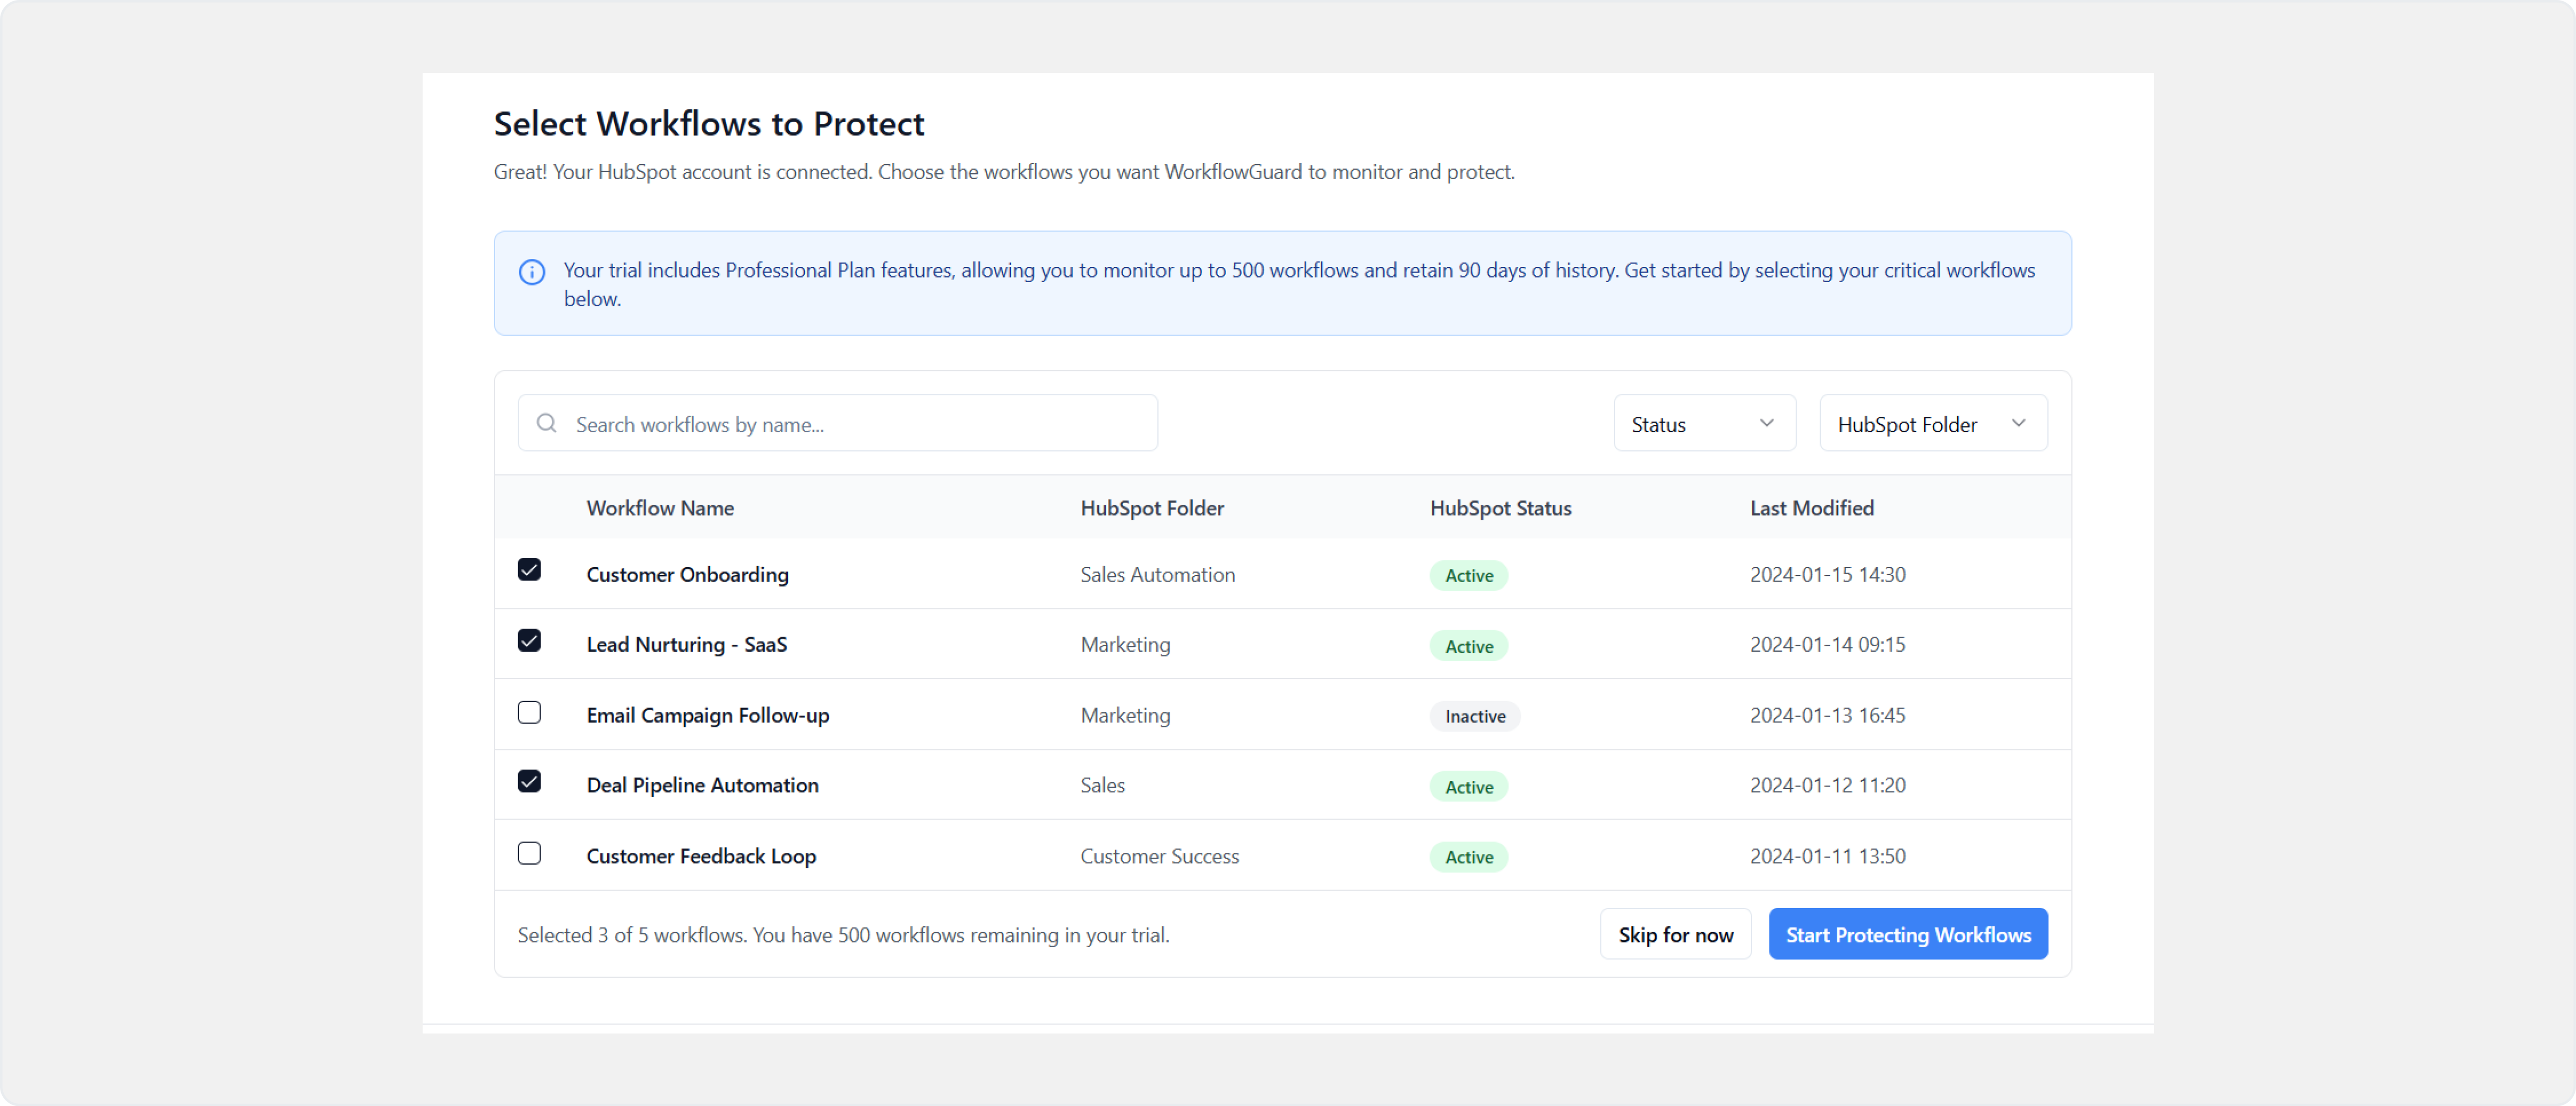 Select Workflows to Protect
Great! Your HubSpot account is connected. Choose the workflows you want WorkflowGuard to monitor and protect.
Your trial includes Professional Plan features, allowing you to monitor up to 500 workflows and retain 90 days of history. Get started by selecting your critical workflows
below.
Search workflows by name...
Status
HubSpot Folder
Workflow Name HubSpot Folder HubSpot Status Last Modified
Customer Onboarding Sales Automation Active 2024-01-15 14:30
Lead Nurturing - SaaS Marketing Active 2024-01-14 09:15
Email Campaign Follow-up Marketing Inactive 2024-01-13 16:45
Deal Pipeline Automation Sales Active 2024-01-12 11:20
Customer Feedback Loop Customer Success Active 2024-01-11 13:50
Selected 3 of 5 workflows. You have 500 workflows remaining in your trial.
Skip for now
Start Protecting Workflows